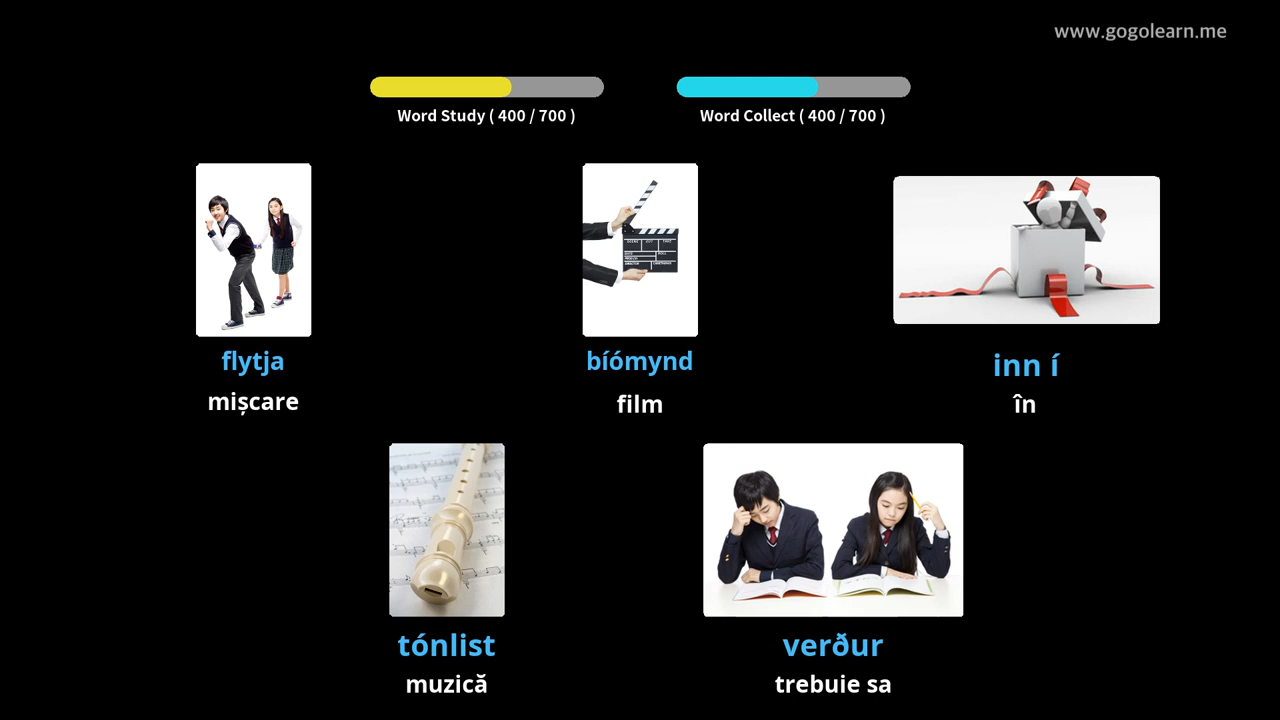 www.gogolearn.me
Word Study ( 400 / 700 )
Word Collect ( 400 / 700 )
flytja
mișcare
bíómynd
film
inn í
în
tónlist
muzică
verður
trebuie sa